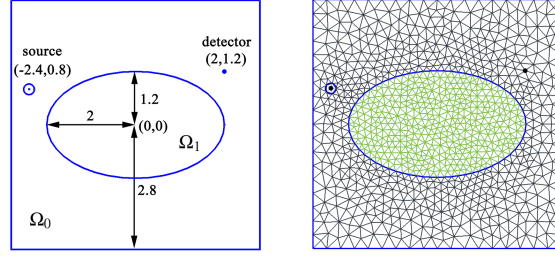 source
(-2.4,0.8)
detector
(2,1.2)
1.2
2
(0,0)
Ω₁
2.8
Ω₀